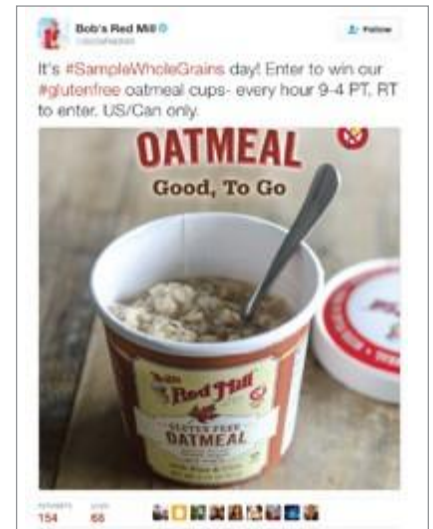 Bob's Red Mill
Follow
It's #SampleWholeGrains day! Enter to win our
#glutenfree oatmeal cups- every hour 9-4 PT. RT
to enter. US/Can only.
OATMEAL
Good, To Go
Bob's
Red Mill
GLUTEN FREE
OATMEAL
154 68